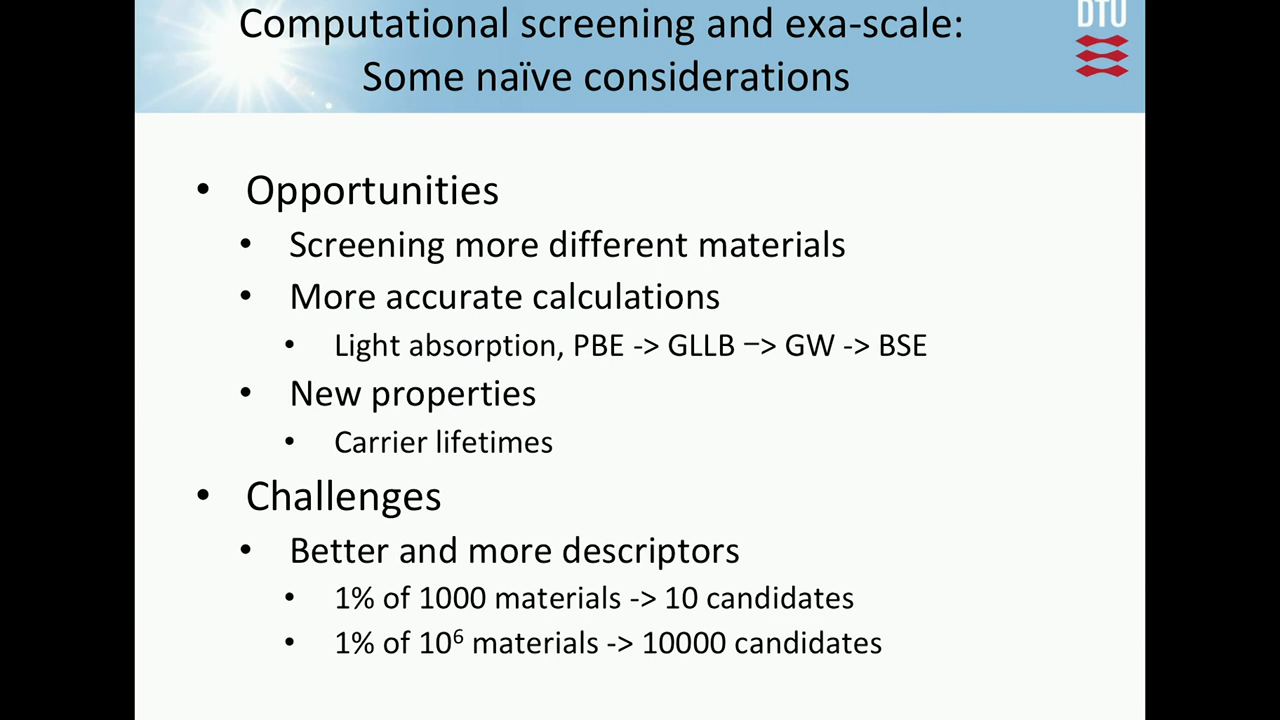 Computational screening and exa-scale:
Some naïve considerations
DTU
• Opportunities
• Screening more different materials
• More accurate calculations
• Light absorption, PBE -> GLLB –> GW -> BSE
• New properties
• Carrier lifetimes
• Challenges
• Better and more descriptors
• 1% of 1000 materials -> 10 candidates
• 1% of 10⁶ materials -> 10000 candidates